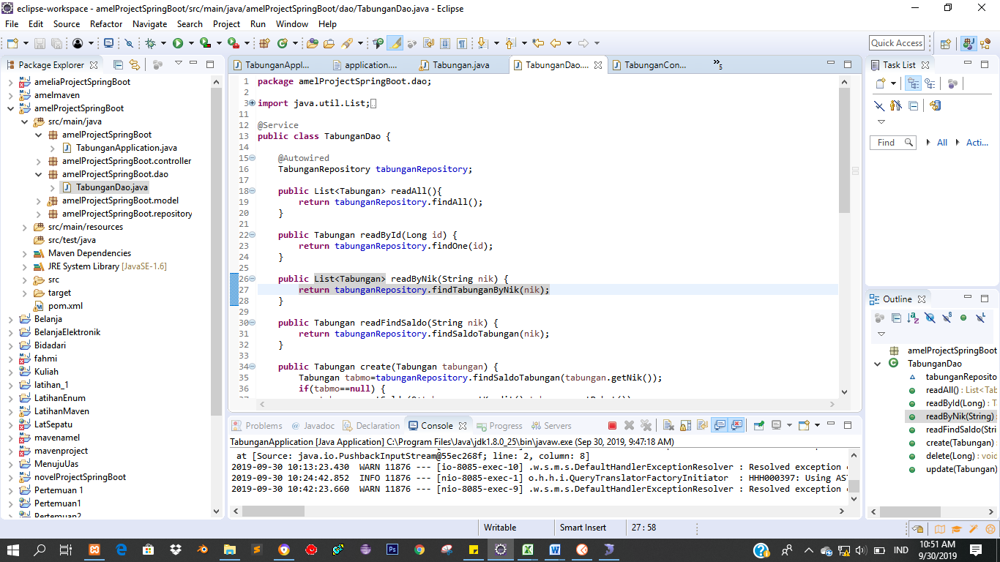 eclipse-workspace - amelProjectSpringBoot/src/main/java/amelProjectSpringBoot/dao/TabunganDao.java - Eclipse
File Edit Source Refactor Navigate Search Project Run Window Help
Quick Access
Package Explorer
ameliaProjectSpringBoot
amelmaven
amelProjectSpringBoot
src/main/java
amelProjectSpringBoot
TabunganApplication.java
amelProjectSpringBoot.controller
amelProjectSpringBoot.dao
TabunganDao.java
amelProjectSpringBoot.model
amelProjectSpringBoot.repository
src/main/resources
src/test/java
Maven Dependencies
JRE System Library [JavaSE-1.6]
src
target
pom.xml
Belanja
BelanjaElektronik
Bidadari
fahmi
Kuliah
latihan_1
LatihanEnum
LatihanMaven
LatSepatu
mavenamel
mavenproject
MenujuUas
novelProjectSpringBoot
Pertemuan 1
Pertemuan1
Pertemuan2
TabunganAppl... application.... Tabungan.java TabunganDao.... TabunganCon... »5
1 package amelProjectSpringBoot.dao;
2
3 import java.util.List;
11
12 @Service
13 public class TabunganDao {
14
15 @Autowired
16 TabunganRepository tabunganRepository;
17
18 public List<Tabungan> readAll(){
19 return tabunganRepository.findAll();
20 }
21
22 public Tabungan readById(Long id) {
23 return tabunganRepository.findOne(id);
24 }
25
26 public List<Tabungan> readByNik(String nik) {
27 return tabunganRepository.findTabunganByNik(nik);
28 }
29
30 public Tabungan readFindSaldo(String nik) {
31 return tabunganRepository.findSaldoTabungan(nik);
32 }
33
34 public Tabungan create(Tabungan tabungan) {
35 Tabungan tabmo=tabunganRepository.findSaldoTabungan(tabungan.getNik());
36 if(tabmo==null) {
Problems Javadoc Declaration Console Progress Servers
TabunganApplication [Java Application] C:\Program Files\Java\jdk1.8.0_25\bin\javaw.exe (Sep 30, 2019, 9:47:18 AM)
at [Source: java.io.PushbackInputStream@55ec268f; line: 2, column: 8]
2019-09-30 10:13:23.430 WARN 11876 --- [io-8085-exec-10] .w.s.m.s.DefaultHandlerExceptionResolver : Resolved exception
2019-09-30 10:24:42.852 INFO 11876 --- [nio-8085-exec-1] o.h.h.i.QueryTranslatorFactoryInitiator : HHH000397: Using AS
2019-09-30 10:42:23.660 WARN 11876 --- [nio-8085-exec-9] .w.s.m.s.DefaultHandlerExceptionResolver : Resolved exception
Task List
Find All Acti...
Outline
amelProjectSpringBoot
TabunganDao
tabunganReposito
readAll() : List<Tab
readById(Long) : T
readByNik(String) :
readFindSaldo(Stri
create(Tabungan)
delete(Long) : voic
update(Tabungan)
Writable Smart Insert 27 : 58
IND 10:51 AM
9/30/2019